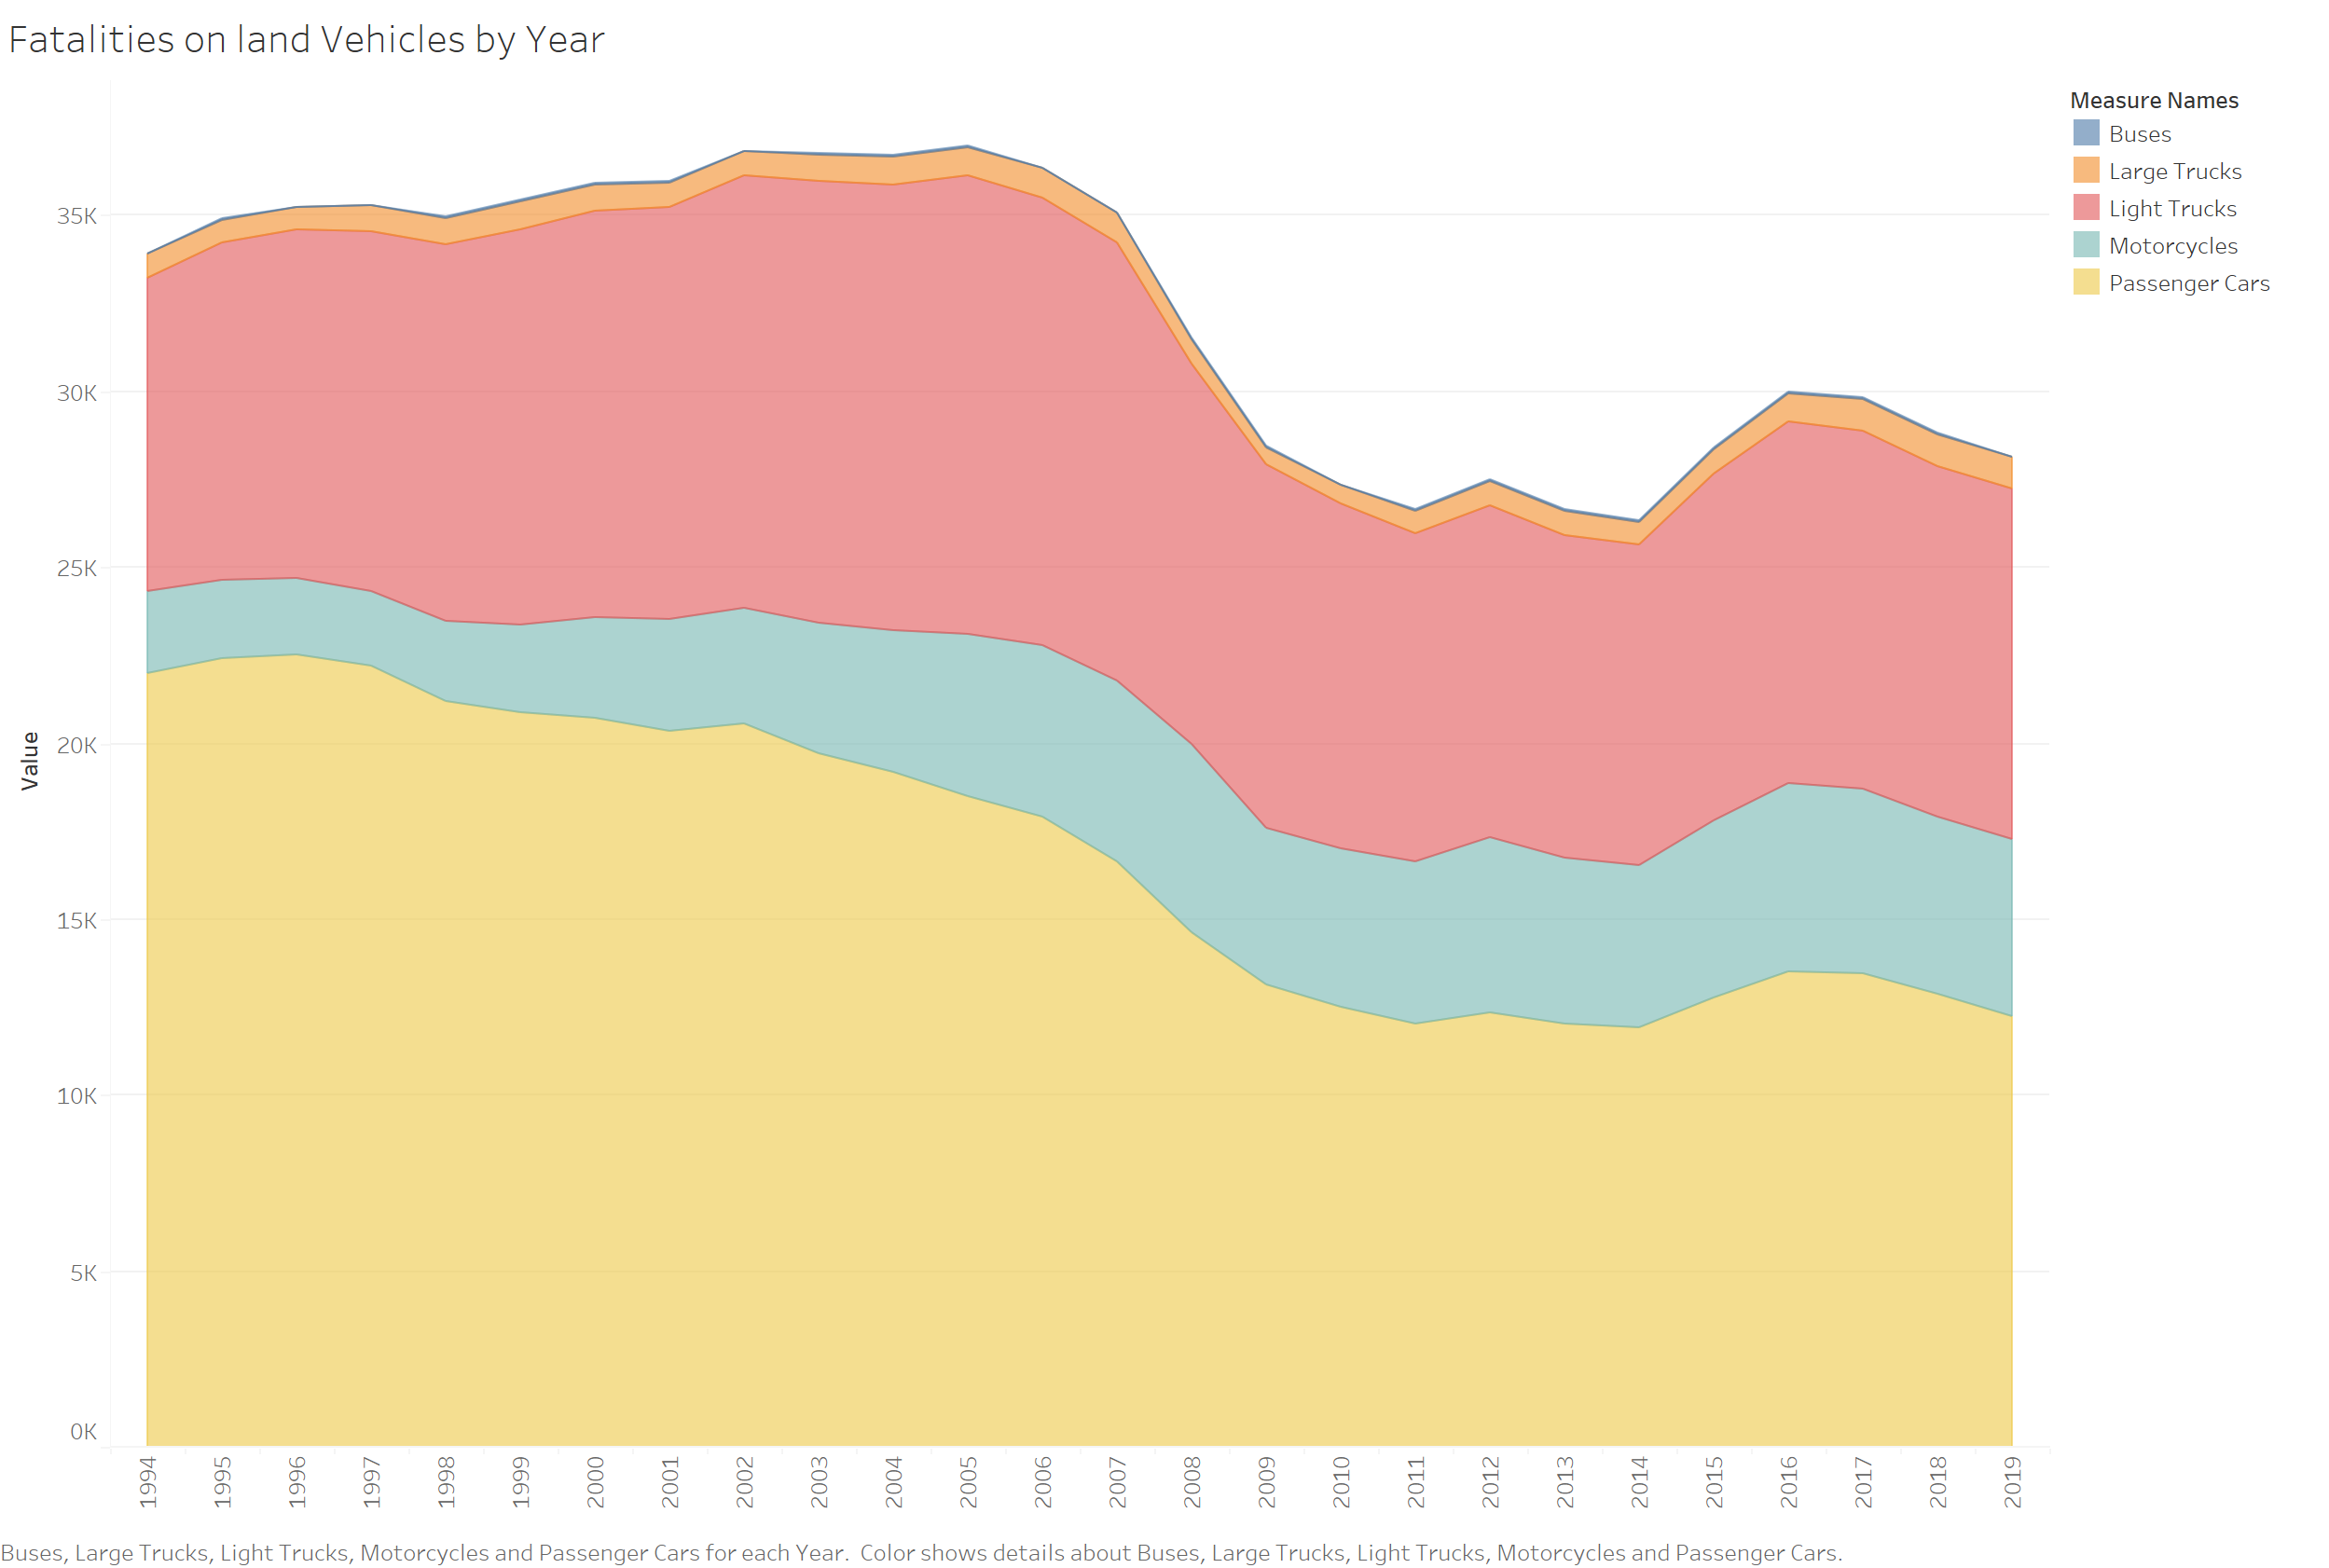 Fatalities on land Vehicles by Year
Measure Names
Buses
Large Trucks
Light Trucks
Motorcycles
Passenger Cars
Value
35K
30K
25K
20K
15K
10K
5K
0K
1994 1995 1996 1997 1998 1999 2000 2001 2002 2003 2004 2005 2006 2007 2008 2009 2010 2011 2012 2013 2014 2015 2016 2017 2018 2019
Buses, Large Trucks, Light Trucks, Motorcycles and Passenger Cars for each Year.  Color shows details about Buses, Large Trucks, Light Trucks, Motorcycles and Passenger Cars.